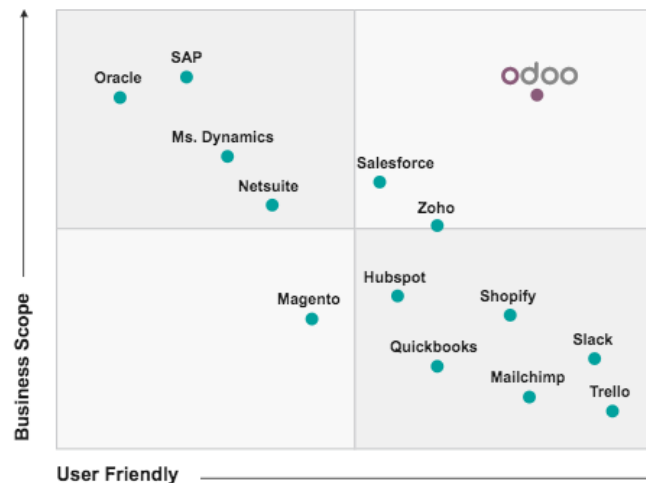 SAP
odoo
Oracle
Ms. Dynamics
Salesforce
Netsuite
Zoho
Hubspot
Magento
Shopify
Quickbooks
Slack
Mailchimp
Trello
Business Scope
User Friendly